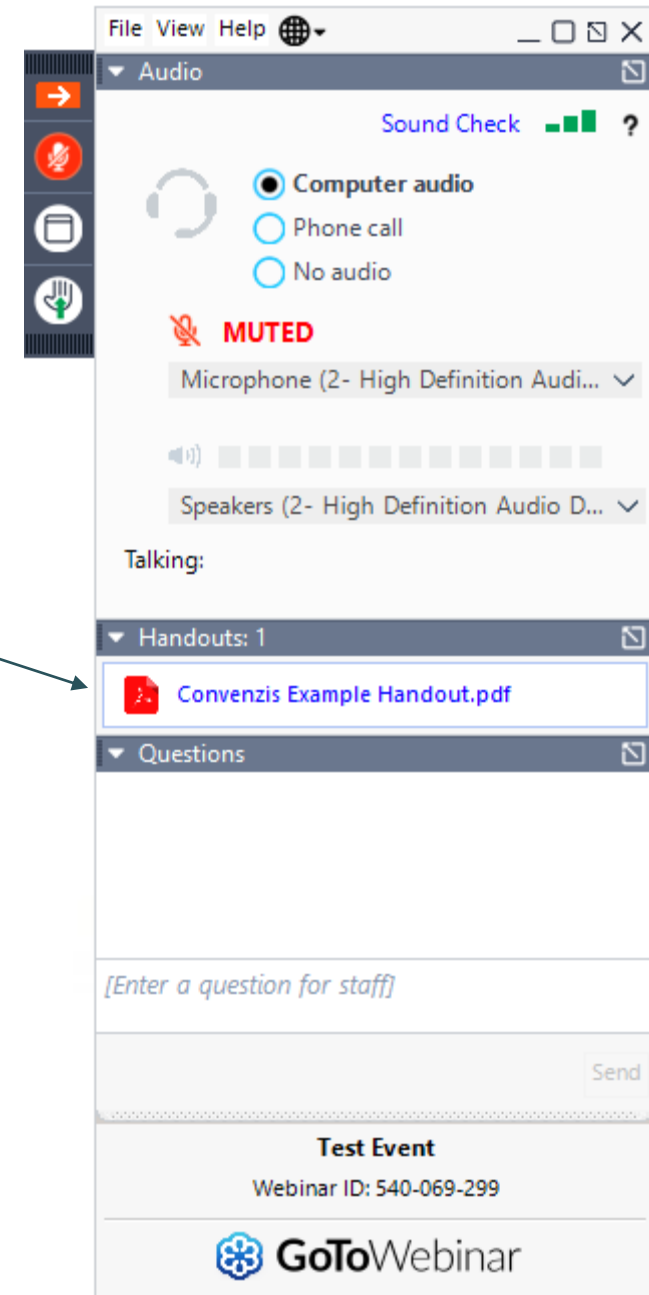 File View Help
Audio
Sound Check ?
Computer audio
Phone call
No audio
MUTED
Microphone (2- High Definition Audi...
Speakers (2- High Definition Audio D...
Talking:
Handouts: 1
Convenzis Example Handout.pdf
Questions
[Enter a question for staff]
Send
Test Event
Webinar ID: 540-069-299
GoToWebinar